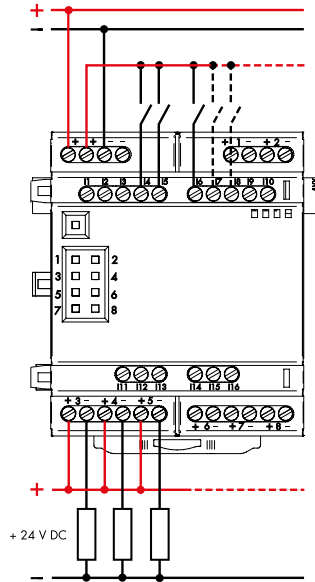 +
-
+ + - -
+ 1 - + 2 -
I1 I2 I3 I4 I5 I6 I7 I8 I9 I10
1 2
3 4
5 6
7 8
I11 I12 I13 I14 I15 I16
+ 3 - + 4 - + 5 -
+ 6 - + 7 - + 8 -
+
+ 24 V DC
-